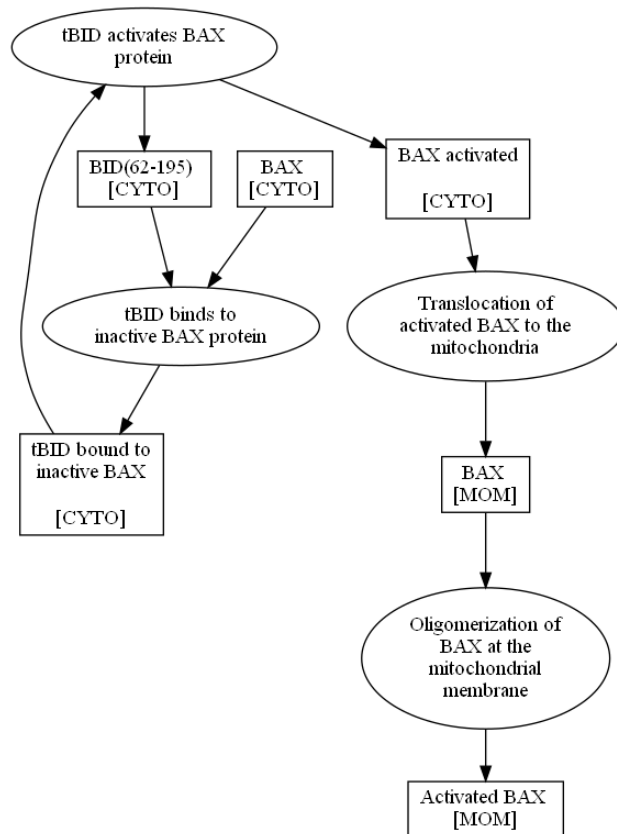 tBID activates BAX
protein
BID(62-195)
[CYTO]
BAX
[CYTO]
BAX activated
[CYTO]
tBID binds to
inactive BAX protein
Translocation of
activated BAX to the
mitochondria
tBID bound to
inactive BAX
[CYTO]
BAX
[MOM]
Oligomerization of
BAX at the
mitochondrial
membrane
Activated BAX
[MOM]